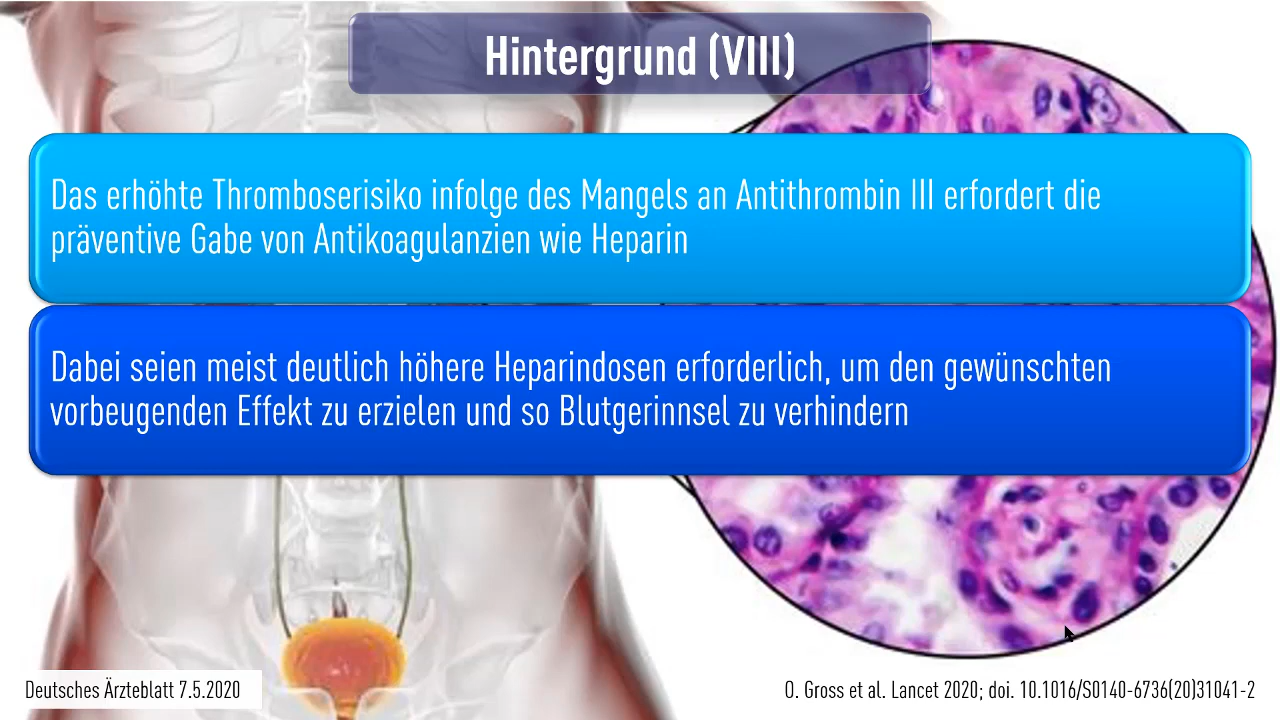 Hintergrund (VIII)
Das erhöhte Thromboserisiko infolge des Mangels an Antithrombin III erfordert die
präventive Gabe von Antikoagulanzien wie Heparin
Dabei seien meist deutlich höhere Heparindosen erforderlich, um den gewünschten
vorbeugenden Effekt zu erzielen und so Blutgerinnsel zu verhindern
Deutsches Ärzteblatt 7.5.2020
O. Gross et al. Lancet 2020; doi. 10.1016/S0140-6736(20)31041-2